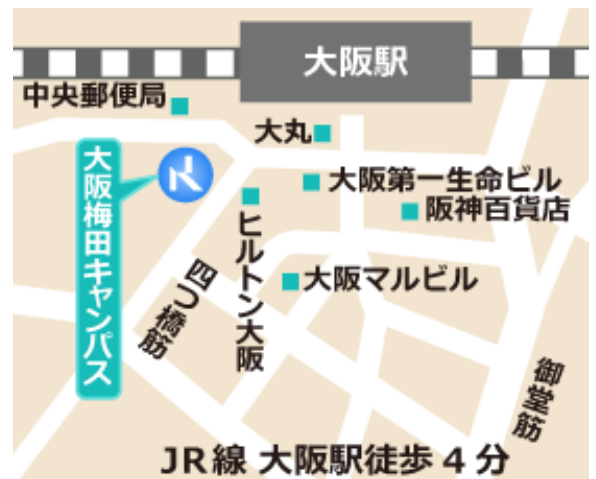 大阪駅
中央郵便局
大丸
大阪第一生命ビル
阪神百貨店
大阪梅田キャンパス
ヒルトン大阪
四つ橋筋
大阪マルビル
御堂筋
JR線 大阪駅徒歩4分